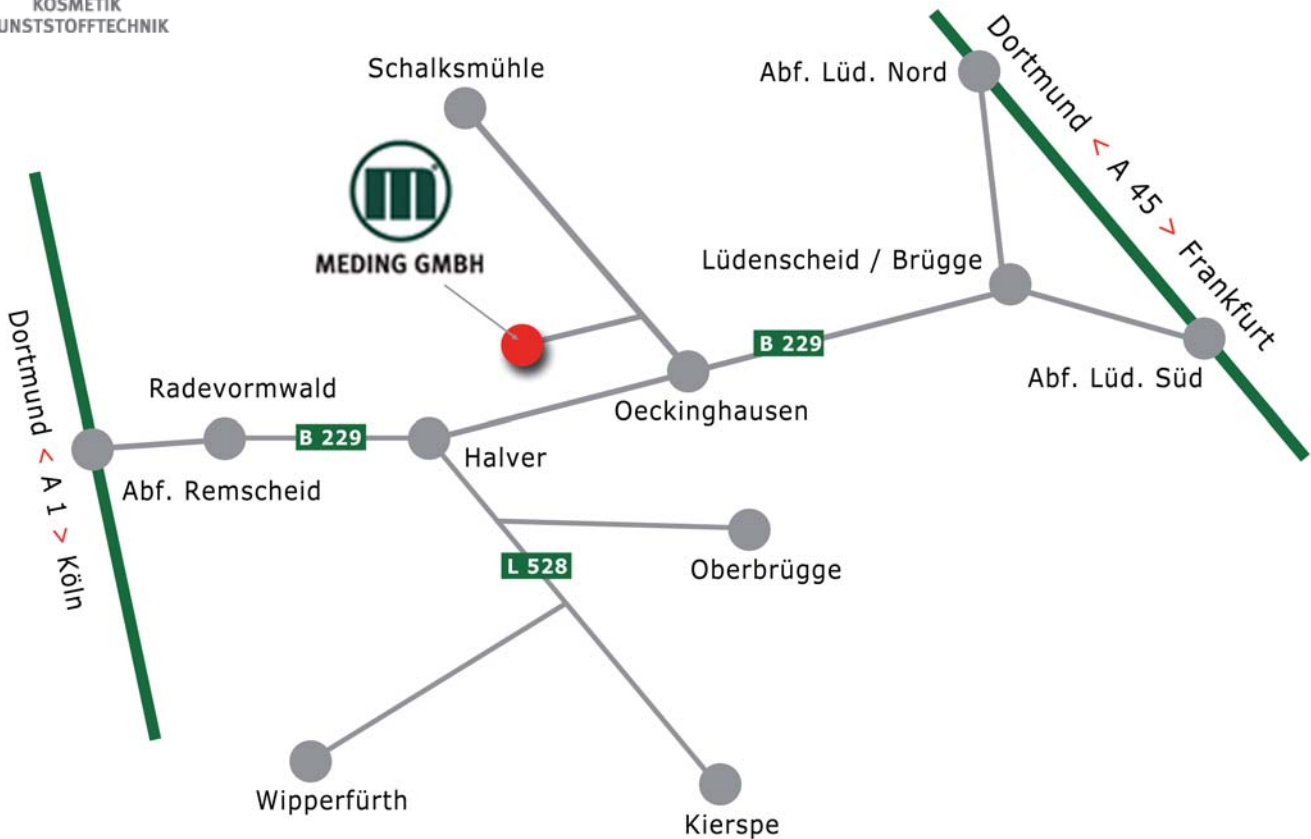 KOSMETIK
UNSTSTOFFTECHNIK
Schalksmühle
Abf. Lüd. Nord
Dortmund < A 45 > Frankfurt
m
MEDING GMBH
Lüdenscheid / Brügge
B 229
Abf. Lüd. Süd
Dortmund < A 1 > Köln
Radevormwald
Oeckinghausen
B 229
Halver
Abf. Remscheid
L 528
Oberbrügge
Wipperfürth
Kierspe